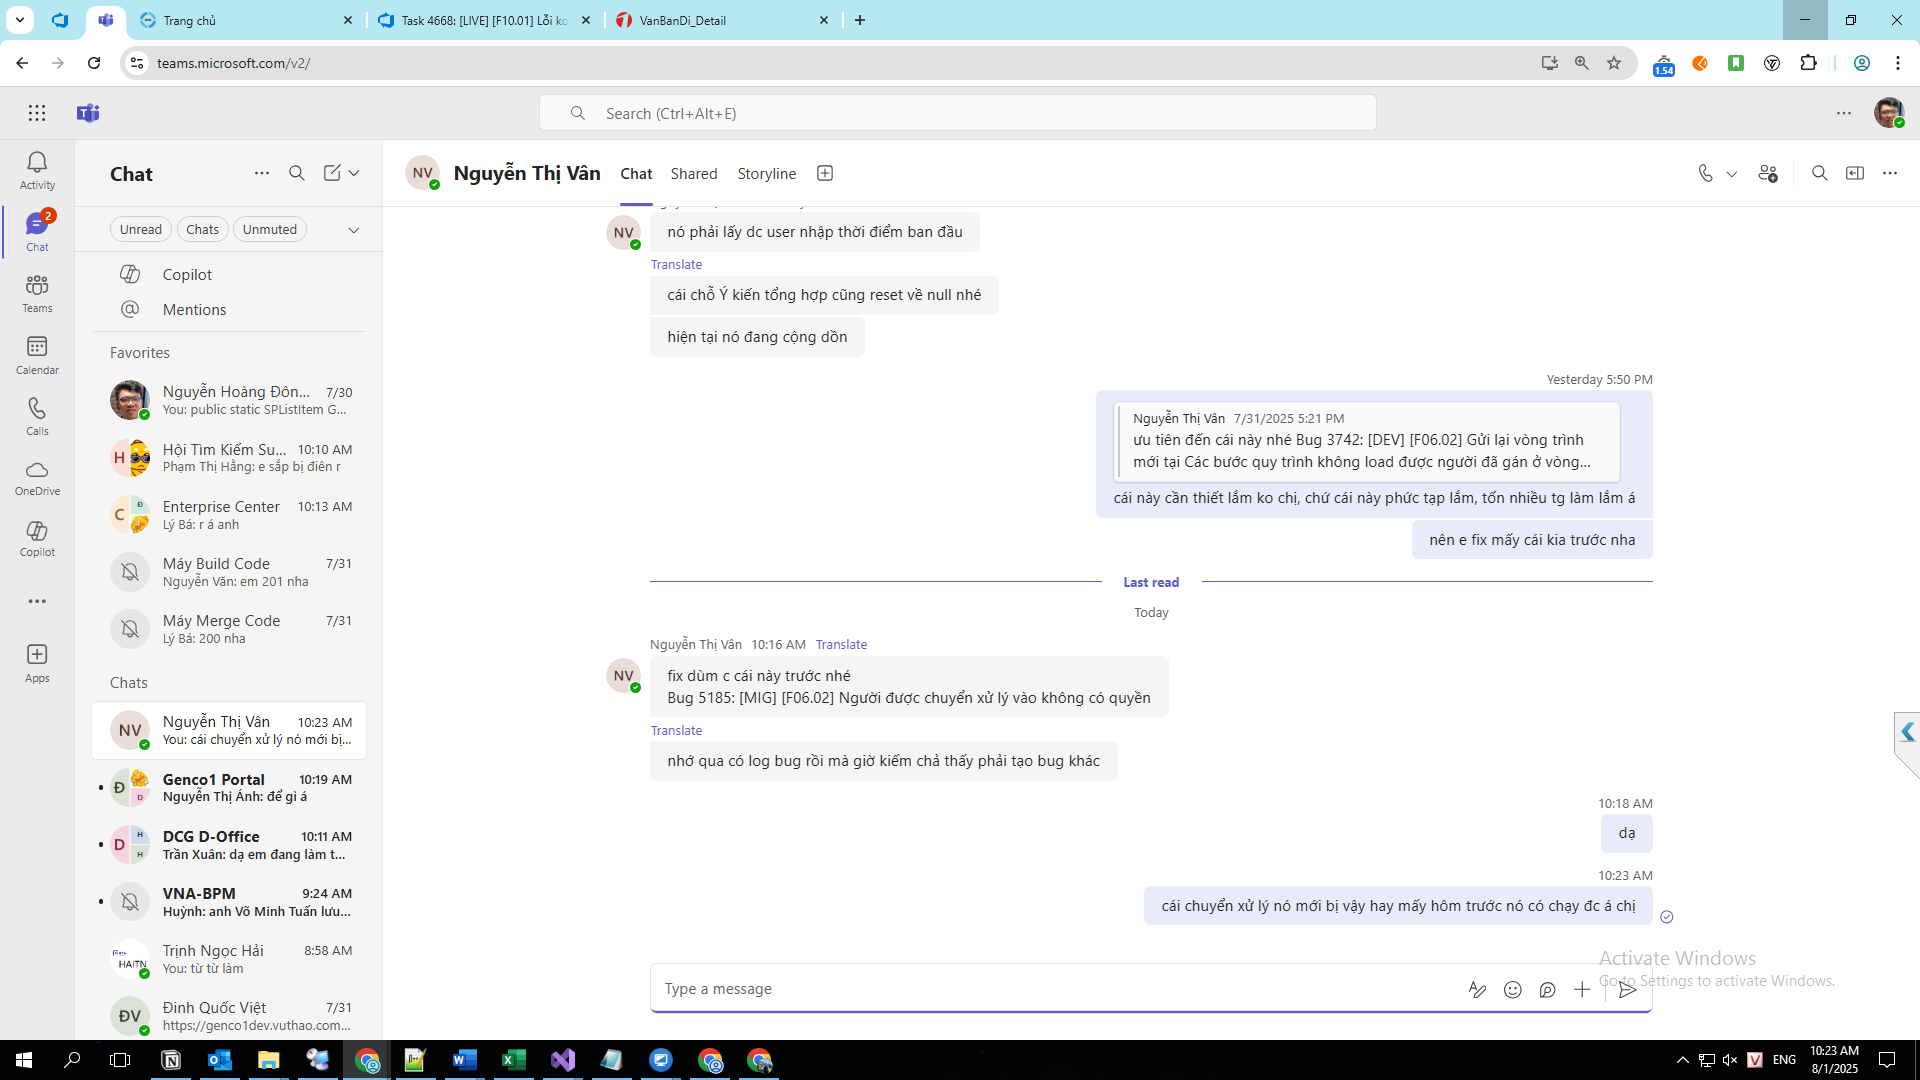 Trang chủ
Task 4668: [LIVE] [F10.01] Lỗi ko
VanBanDi_Detail
teams.microsoft.com/v2/
1.54
Search (Ctrl+Alt+E)
Activity
2
Chat
Teams
Calendar
Calls
OneDrive
Copilot
Apps
Chat
Unread
Chats
Unmuted
Copilot
Mentions
Favorites
Nguyễn Hoàng Đôn... 7/30
You: public static SPListItem G...
Hội Tìm Kiếm Su... 10:10 AM
Phạm Thị Hằng: e sắp bị điên r
Enterprise Center 10:13 AM
Lý Bá: r á anh
Máy Build Code 7/31
Nguyễn Văn: em 201 nha
Máy Merge Code 7/31
Lý Bá: 200 nha
Chats
NV
Nguyễn Thị Vân 10:23 AM
You: cái chuyển xử lý nó mới bị...
Genco1 Portal 10:19 AM
Nguyễn Thị Ánh: để gì á
DCG D-Office 10:11 AM
Trần Xuân: dạ em đang làm t...
VNA-BPM 9:24 AM
Huỳnh: anh Võ Minh Tuấn lưu...
HAITN
Trịnh Ngọc Hải 8:58 AM
You: từ từ làm
ĐV
Đinh Quốc Việt 7/31
https://genco1dev.vuthao.com...
NV
Nguyễn Thị Vân
Chat
Shared
Storyline
NV
nó phải lấy dc user nhập thời điểm ban đầu
Translate
cái chỗ Ý kiến tổng hợp cũng reset về null nhé
hiện tại nó đang cộng dồn
Yesterday 5:50 PM
Nguyễn Thị Vân 7/31/2025 5:21 PM
ưu tiên đến cái này nhé Bug 3742: [DEV] [F06.02] Gửi lại vòng trình
mới tại Các bước quy trình không load được người đã gán ở vòng...
cái này cần thiết lắm ko chị, chứ cái này phức tạp lắm, tốn nhiều tg làm lắm á
nên e fix mấy cái kia trước nha
Last read
Today
Nguyễn Thị Vân 10:16 AM Translate
NV
fix dùm c cái này trước nhé
Bug 5185: [MIG] [F06.02] Người được chuyển xử lý vào không có quyền
Translate
nhớ qua có log bug rồi mà giờ kiếm chả thấy phải tạo bug khác
10:18 AM
dạ
10:23 AM
cái chuyển xử lý nó mới bị vậy hay mấy hôm trước nó có chạy đc á chị
Type a message
Activate Windows
Go to Settings to activate Windows.
ENG
10:23 AM
8/1/2025